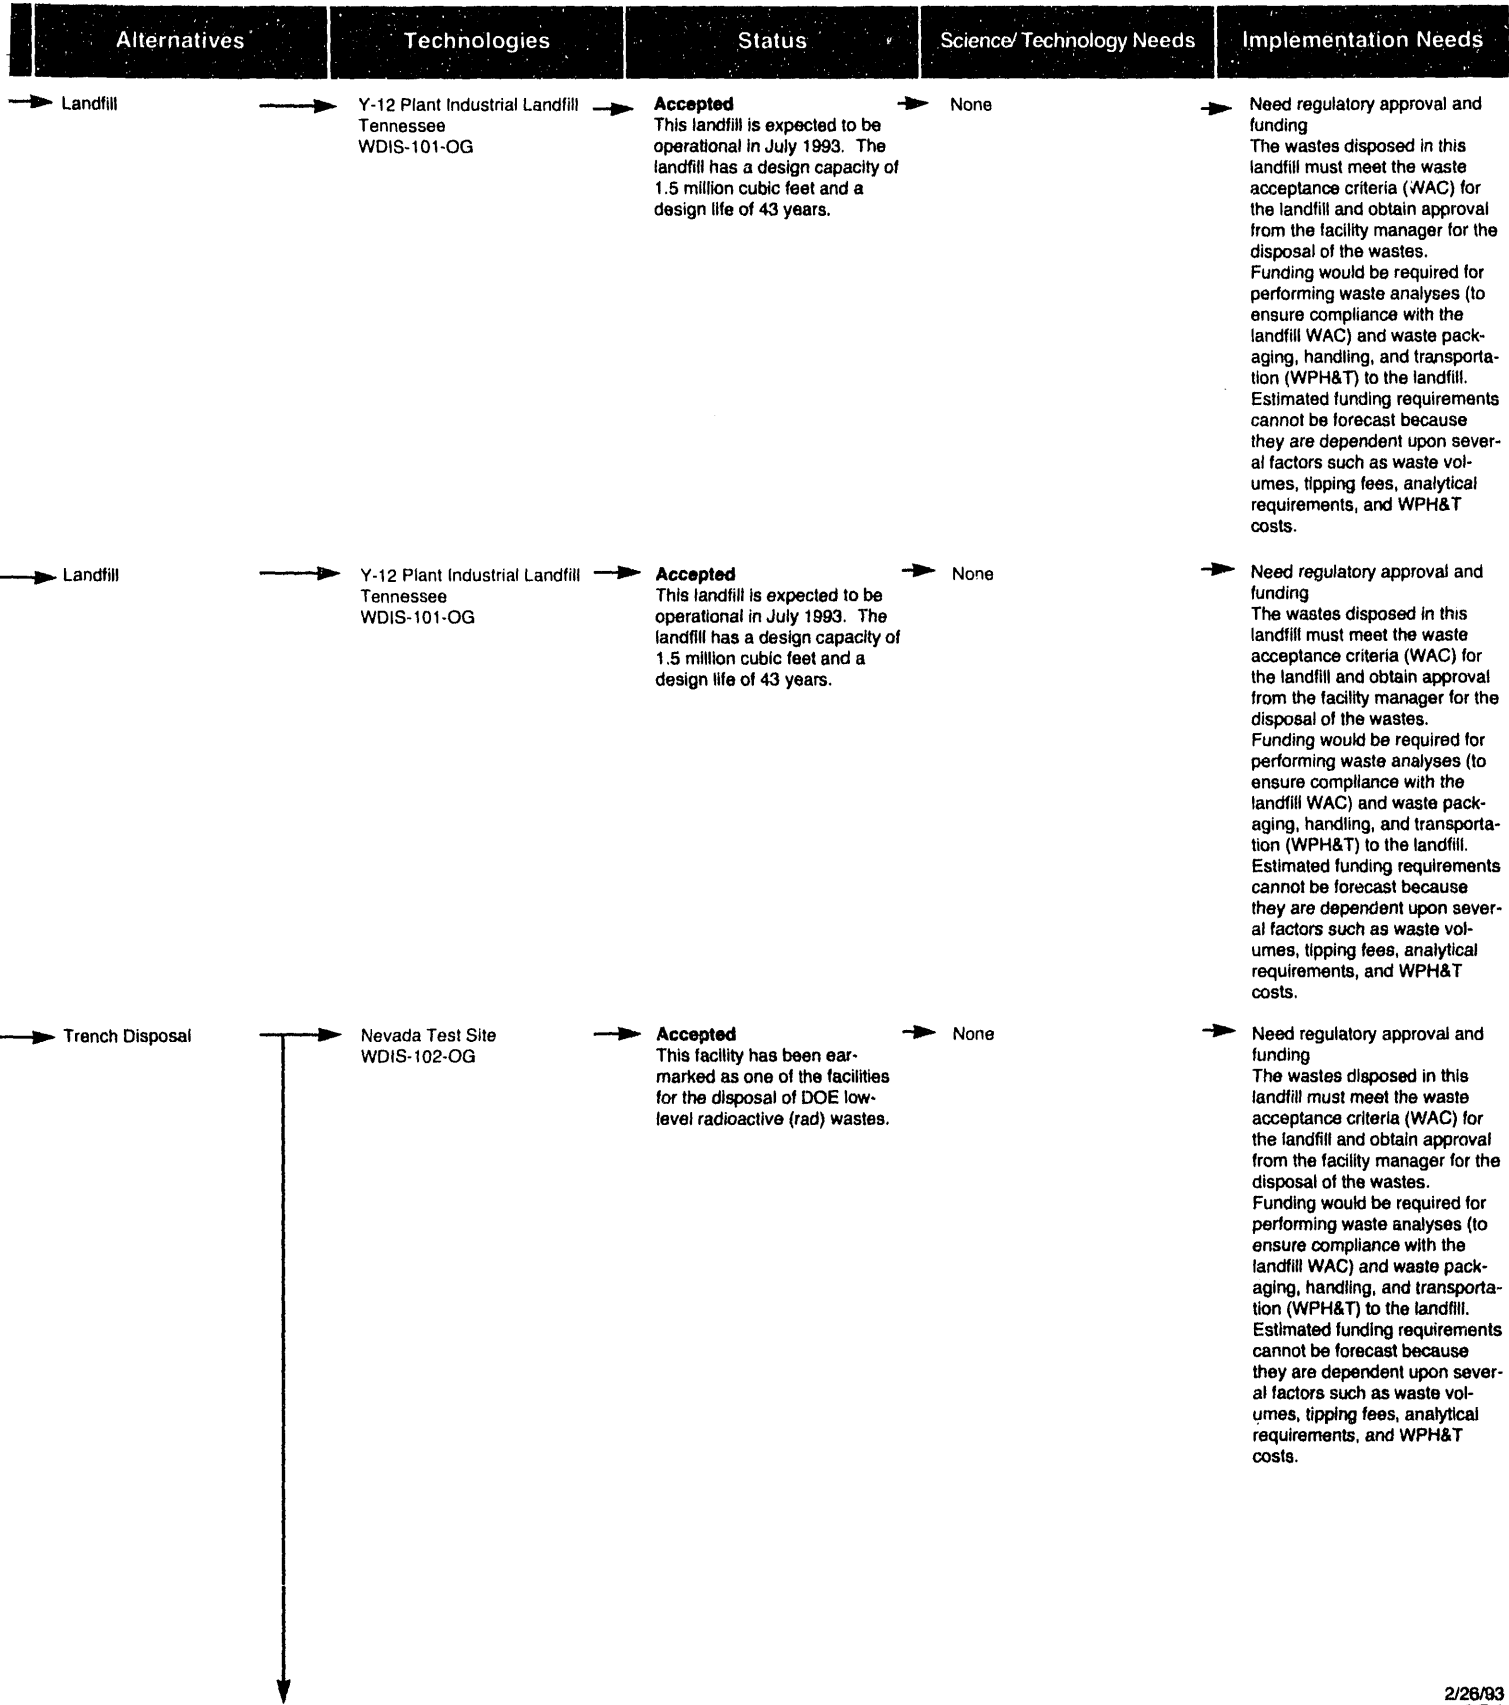 Alternatives Technologies Status Science/Technology Needs Implementation Needs
Landfill
Y-12 Plant Industrial Landfill
Tennessee
WDIS-101-OG
Accepted
This landfill is expected to be
operational in July 1993. The
landfill has a design capacity of
1.5 million cubic feet and a
design life of 43 years.
None
Need regulatory approval and
funding
The wastes disposed in this
landfill must meet the waste
acceptance criteria (WAC) for
the landfill and obtain approval
from the facility manager for the
disposal of the wastes.
Funding would be required for
performing waste analyses (to
ensure compliance with the
landfill WAC) and waste pack-
aging, handling, and transporta-
tion (WPH&T) to the landfill.
Estimated funding requirements
cannot be forecast because
they are dependent upon sever-
al factors such as waste vol-
umes, tipping fees, analytical
requirements, and WPH&T
costs.
Landfill
Y-12 Plant Industrial Landfill
Tennessee
WDIS-101-OG
Accepted
This landfill is expected to be
operational in July 1993. The
landfill has a design capacity of
1.5 million cubic feet and a
design life of 43 years.
None
Need regulatory approval and
funding
The wastes disposed in this
landfill must meet the waste
acceptance criteria (WAC) for
the landfill and obtain approval
from the facility manager for the
disposal of the wastes.
Funding would be required for
performing waste analyses (to
ensure compliance with the
landfill WAC) and waste pack-
aging, handling, and transporta-
tion (WPH&T) to the landfill.
Estimated funding requirements
cannot be forecast because
they are dependent upon sever-
al factors such as waste vol-
umes, tipping fees, analytical
requirements, and WPH&T
costs.
Trench Disposal
Nevada Test Site
WDIS-102-OG
Accepted
This facility has been ear-
marked as one of the facilities
for the disposal of DOE low-
level radioactive (rad) wastes.
None
Need regulatory approval and
funding
The wastes disposed in this
landfill must meet the waste
acceptance criteria (WAC) for
the landfill and obtain approval
from the facility manager for the
disposal of the wastes.
Funding would be required for
performing waste analyses (to
ensure compliance with the
landfill WAC) and waste pack-
aging, handling, and transporta-
tion (WPH&T) to the landfill.
Estimated funding requirements
cannot be forecast because
they are dependent upon sever-
al factors such as waste vol-
umes, tipping fees, analytical
requirements, and WPH&T
costs.
2/26/93